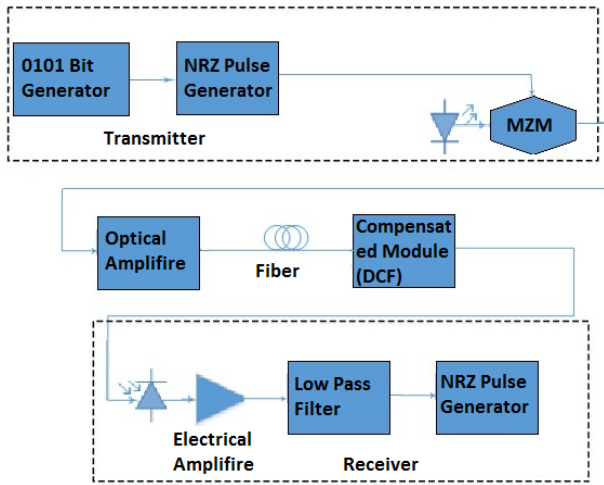 0101 Bit
Generator
NRZ Pulse
Generator
MZM
Transmitter
Optical
Amplifire
Fiber
Compensat
ed Module
(DCF)
Electrical
Amplifire
Low Pass
Filter
NRZ Pulse
Generator
Receiver